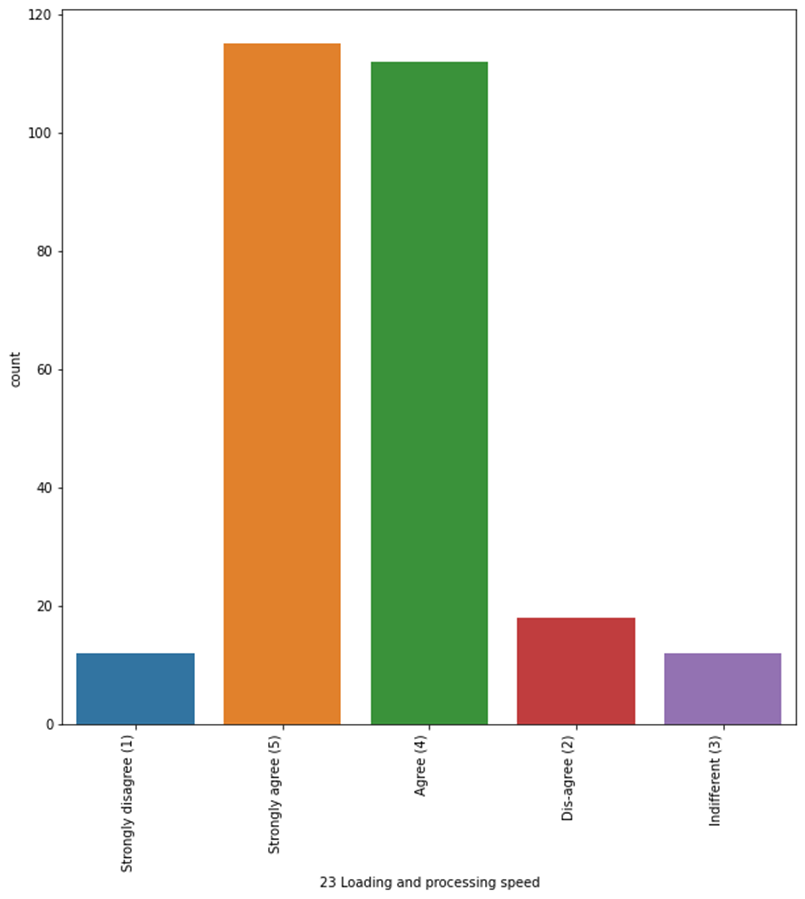 120
100
80
60
40
20
0
count
Strongly disagree (1)
Strongly agree (5)
Agree (4)
Dis-agree (2)
Indifferent (3)
23 Loading and processing speed